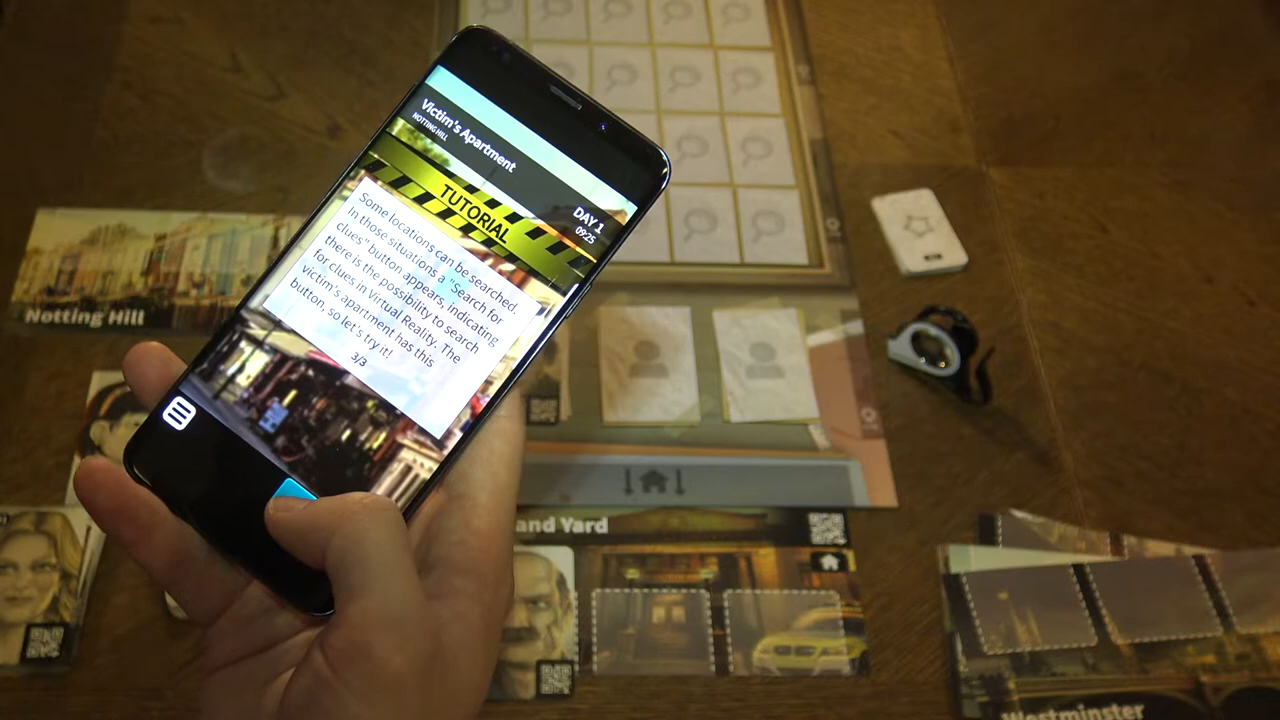 Victim's Apartment
NOTTING HILL
DAY 1
09:25
TUTORIAL
Some locations can be searched.
In those situations a "Search for
clues" button appears, indicating
there is the possibility to search
for clues in Virtual Reality. The
victim's apartment has this
button, so let's try it!
3/3
Notting Hill
and Yard
Westminster